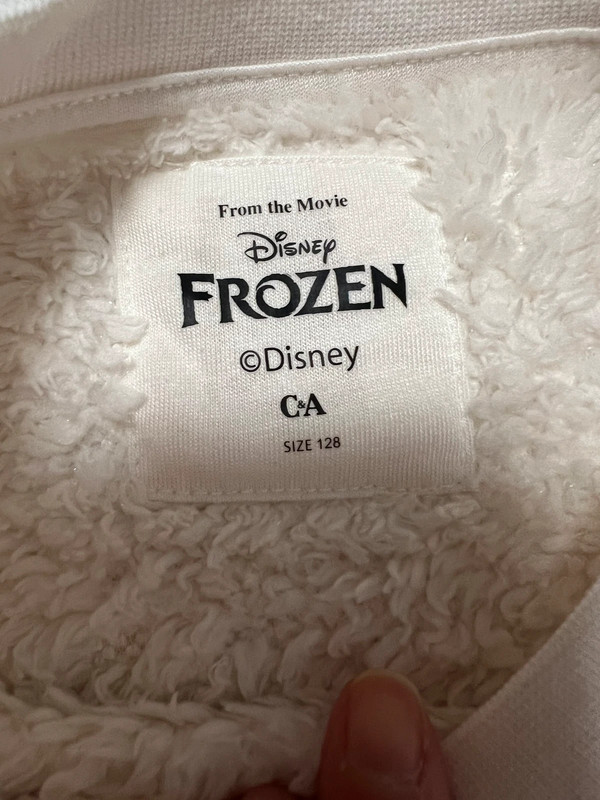 From the Movie
Disney
FROZEN
©Disney
C&A
SIZE 128